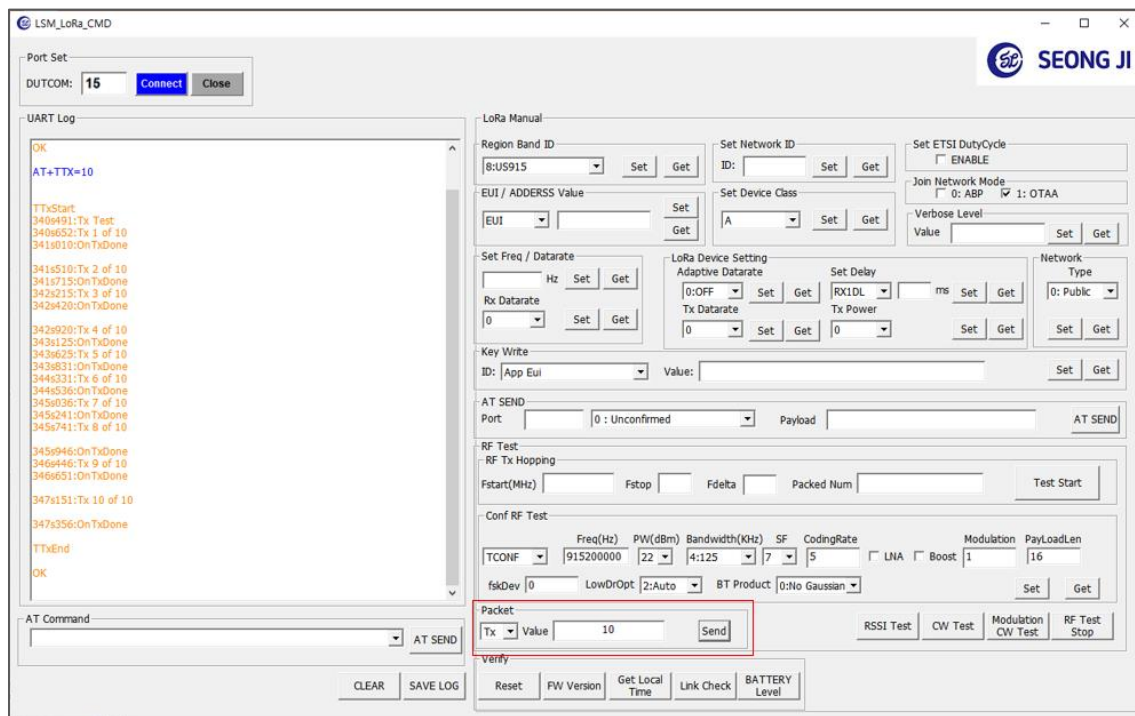 LSM_LoRa_CMD
SEONG JI
Port Set
DUTCOM: 15 Connect Close
UART Log
OK
AT+TTX=10
TTxStart
340s491:Tx Test
340s652:Tx 1 of 10
341s010:OnTxDone
341s510:Tx 2 of 10
341s715:OnTxDone
342s215:Tx 3 of 10
342s420:OnTxDone
342s920:Tx 4 of 10
343s125:OnTxDone
343s625:Tx 5 of 10
343s831:OnTxDone
344s331:Tx 6 of 10
344s536:OnTxDone
345s036:Tx 7 of 10
345s241:OnTxDone
345s741:Tx 8 of 10
345s946:OnTxDone
346s446:Tx 9 of 10
346s651:OnTxDone
347s151:Tx 10 of 10
347s356:OnTxDone
TTxEnd
OK
AT Command
AT SEND
CLEAR SAVE LOG
LoRa Manual
Region Band ID
8:US915 Set Get
Set Network ID
ID: Set Get
Set ETSI DutyCycle
ENABLE
Join Network Mode
0: ABP 1: OTAA
EUI / ADDERSS Value
EUI Set
Get
Set Device Class
A Set Get
Verbose Level
Value Set Get
Set Freq / Datarate
Hz Set Get
Rx Datarate
0 Set Get
LoRa Device Setting
Adaptive Datarate Set Delay
0:OFF Set Get RX1DL ms Set Get
Tx Datarate Tx Power
0 Set Get 0 Set Get
Network
Type
0: Public
Set Get
Key Write
ID: App Eui Value: Set Get
AT SEND
Port 0 : Unconfirmed Payload AT SEND
RF Test
RF Tx Hopping
Fstart(MHz) Fstop Fdelta Packed Num Test Start
Conf RF Test
Freq(Hz) PW(dBm) Bandwidth(KHz) SF CodingRate Modulation PayLoadLen
TCONF 915200000 22 4:125 7 5 LNA Boost 1 16
fskDev 0 LowDrOpt 2:Auto BT Product 0:No Gaussian Set Get
Packet
Tx Value 10 Send
RSSI Test CW Test Modulation CW Test RF Test Stop
Verify
Reset FW Version Get Local Time Link Check BATTERY Level